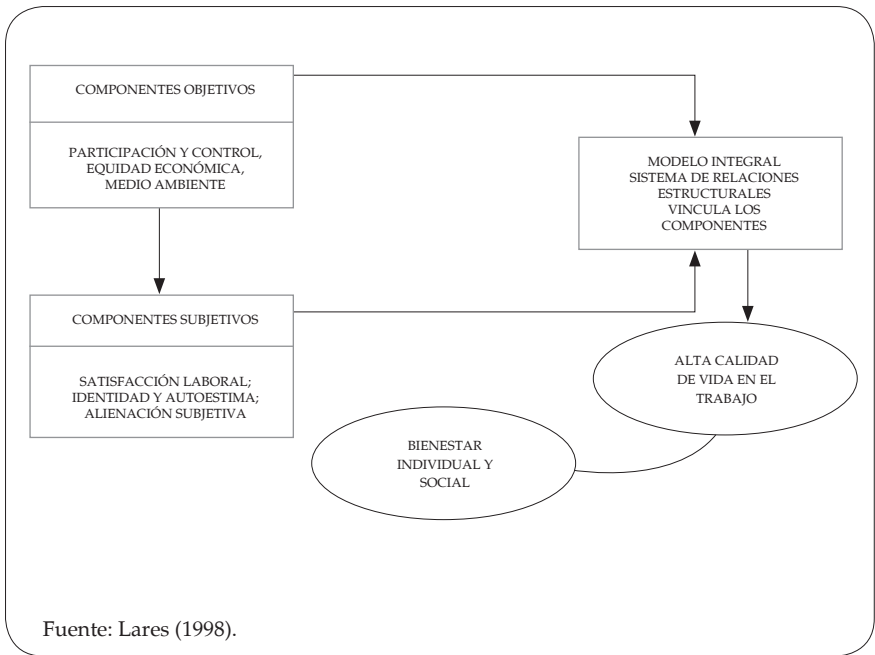 COMPONENTES OBJETIVOS
PARTICIPACIÓN Y CONTROL,
EQUIDAD ECONÓMICA,
MEDIO AMBIENTE
COMPONENTES SUBJETIVOS
SATISFACCIÓN LABORAL;
IDENTIDAD Y AUTOESTIMA;
ALIENACIÓN SUBJETIVA
MODELO INTEGRAL
SISTEMA DE RELACIONES
ESTRUCTURALES
VINCULA LOS
COMPONENTES
ALTA CALIDAD
DE VIDA EN EL
TRABAJO
BIENESTAR
INDIVIDUAL Y
SOCIAL
Fuente: Lares (1998).